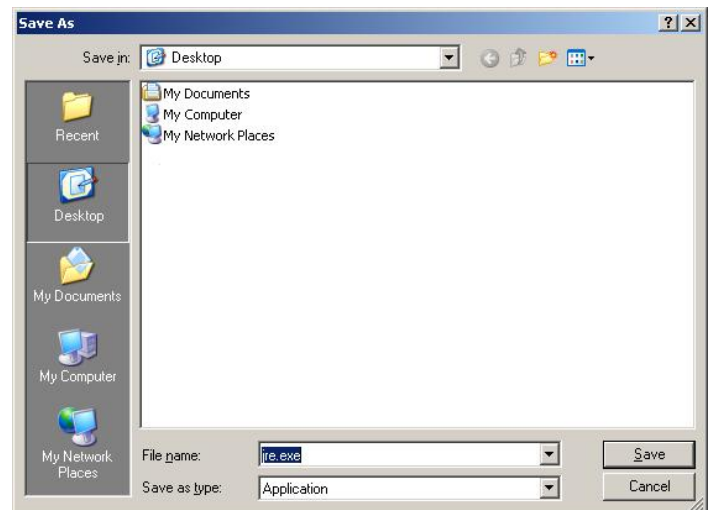 Save As
Save in:
Desktop
My Documents
My Computer
My Network Places
Recent
Desktop
My Documents
My Computer
My Network
Places
File name:
jre.exe
Save
Save as type:
Application
Cancel